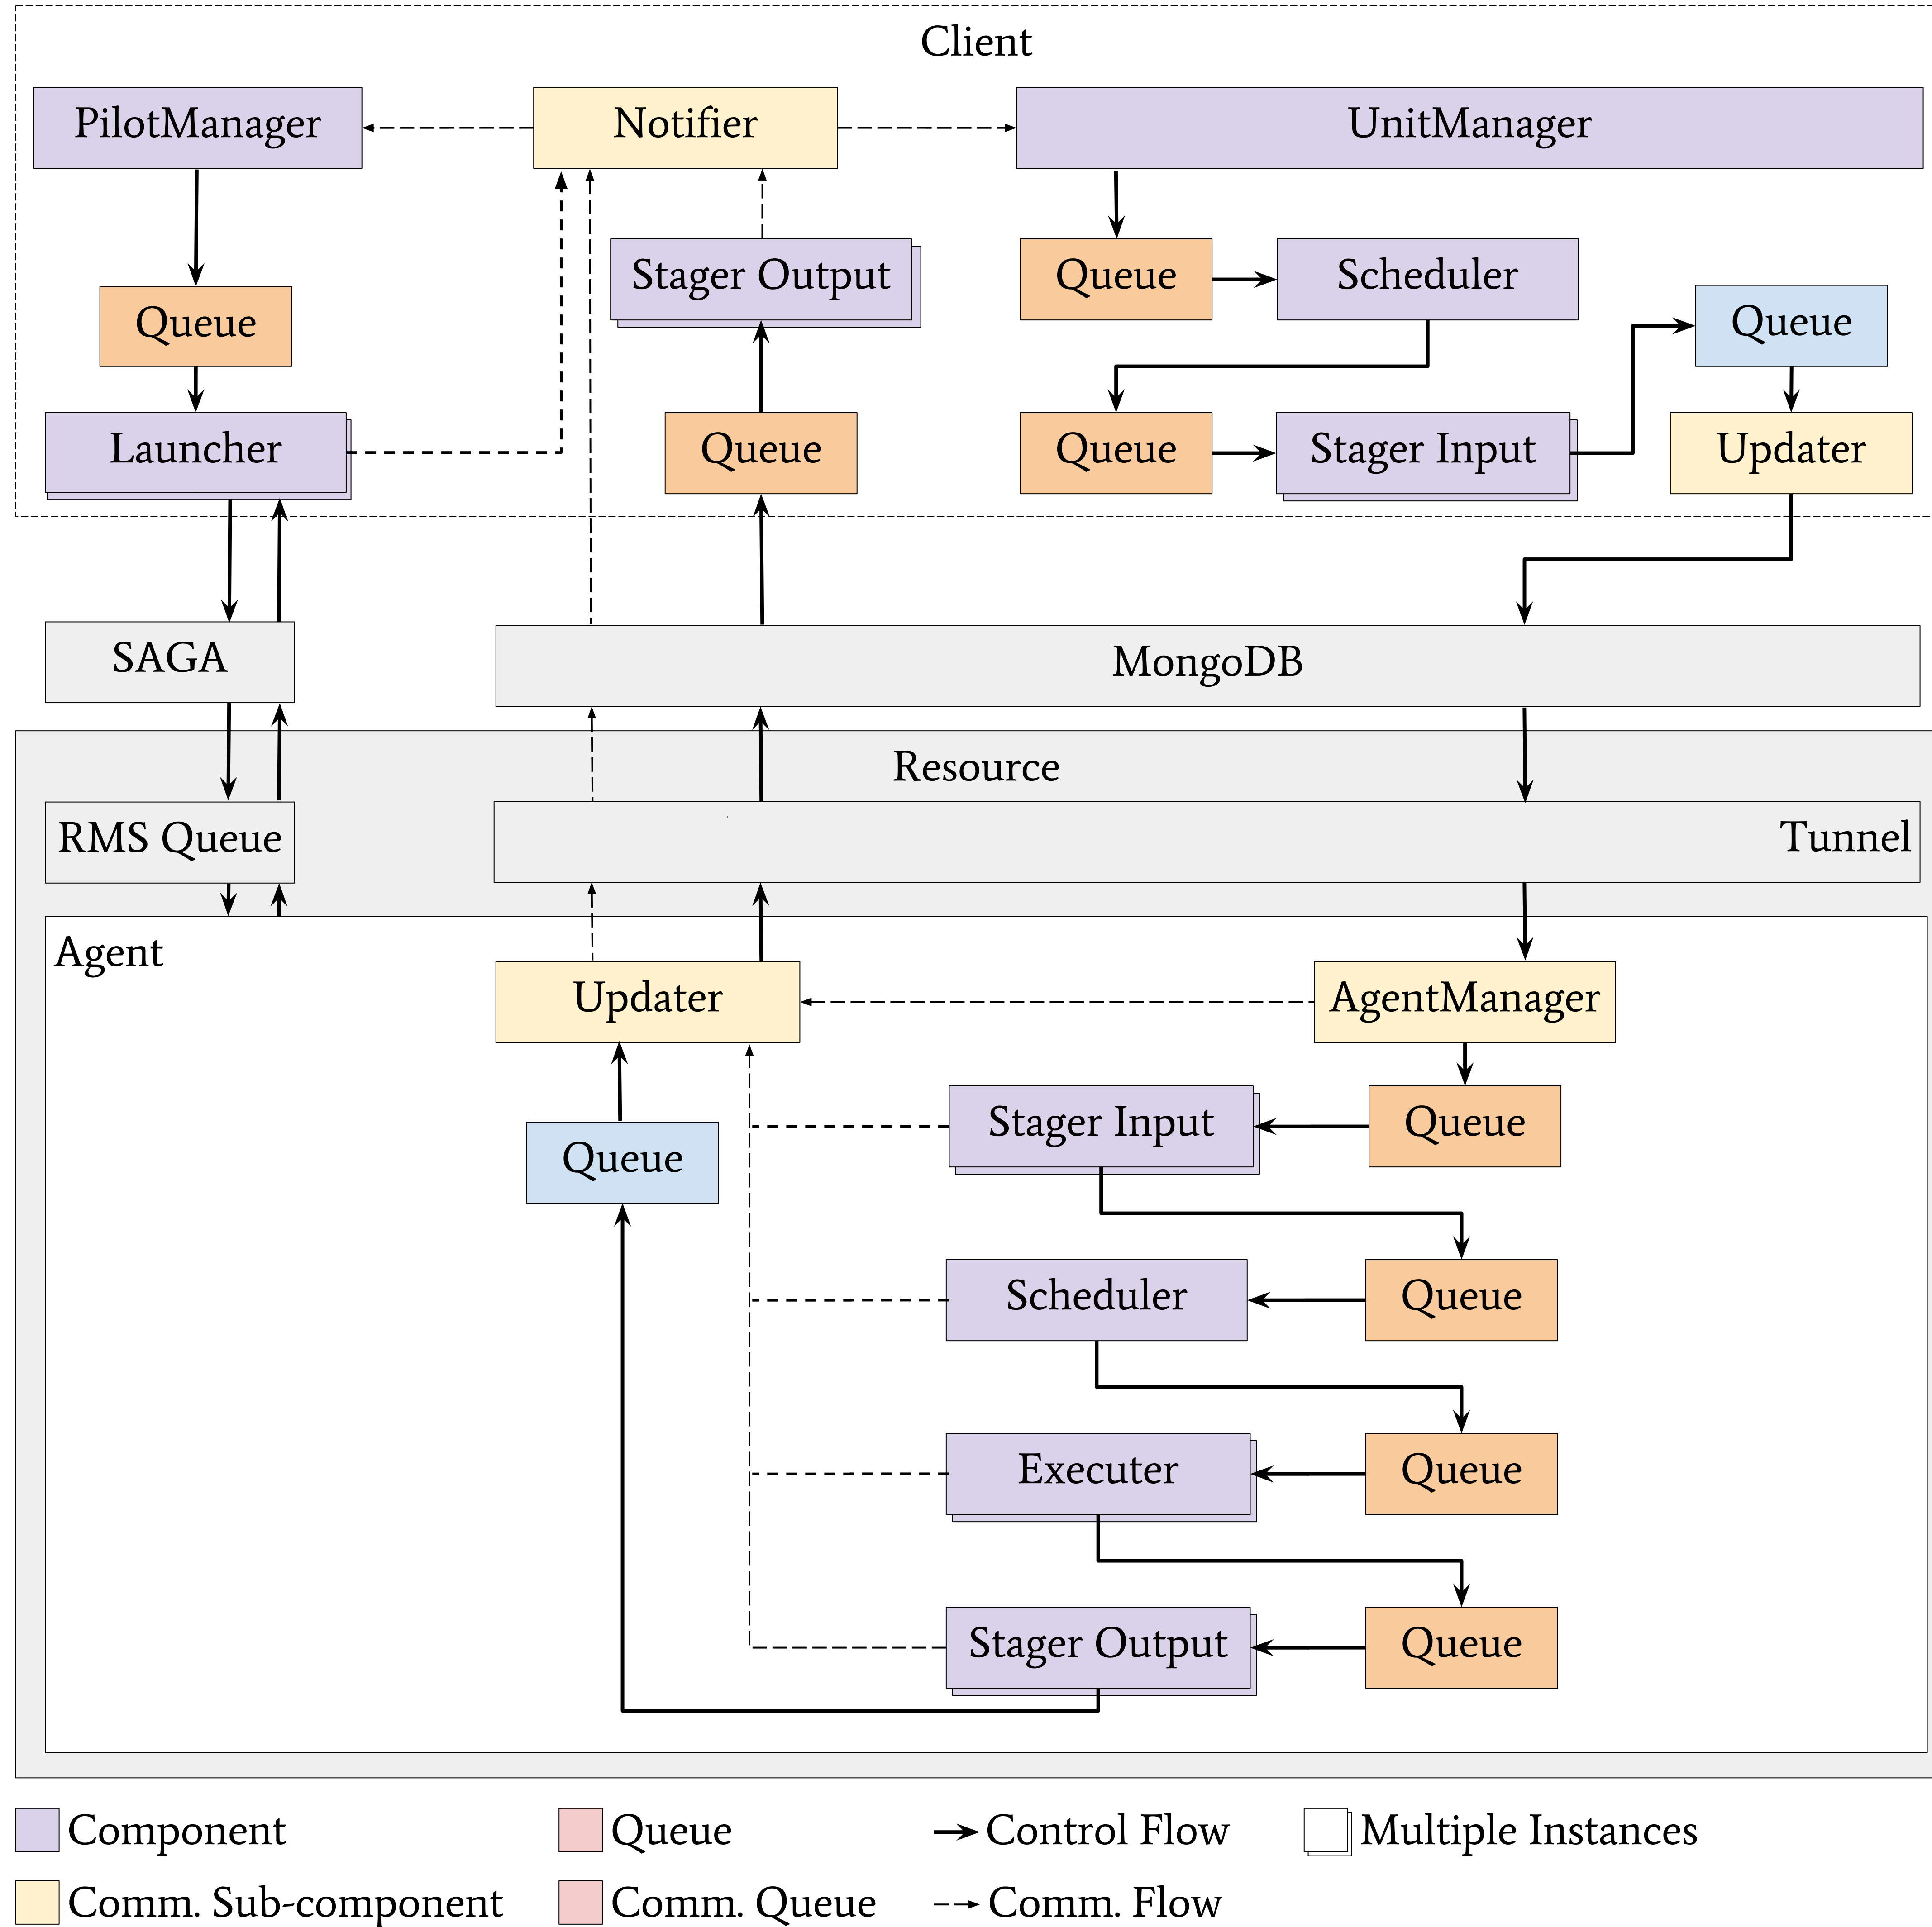 Client
PilotManager
Notifier
UnitManager
Stager Output
Queue
Scheduler
Queue
Queue
Launcher
Queue
Queue
Stager Input
Updater
SAGA
MongoDB
Resource
RMS Queue
Tunnel
Agent
Updater
AgentManager
Stager Input
Queue
Queue
Scheduler
Queue
Executer
Queue
Stager Output
Queue
Component
Queue
Control Flow
Multiple Instances
Comm. Sub-component
Comm. Queue
Comm. Flow